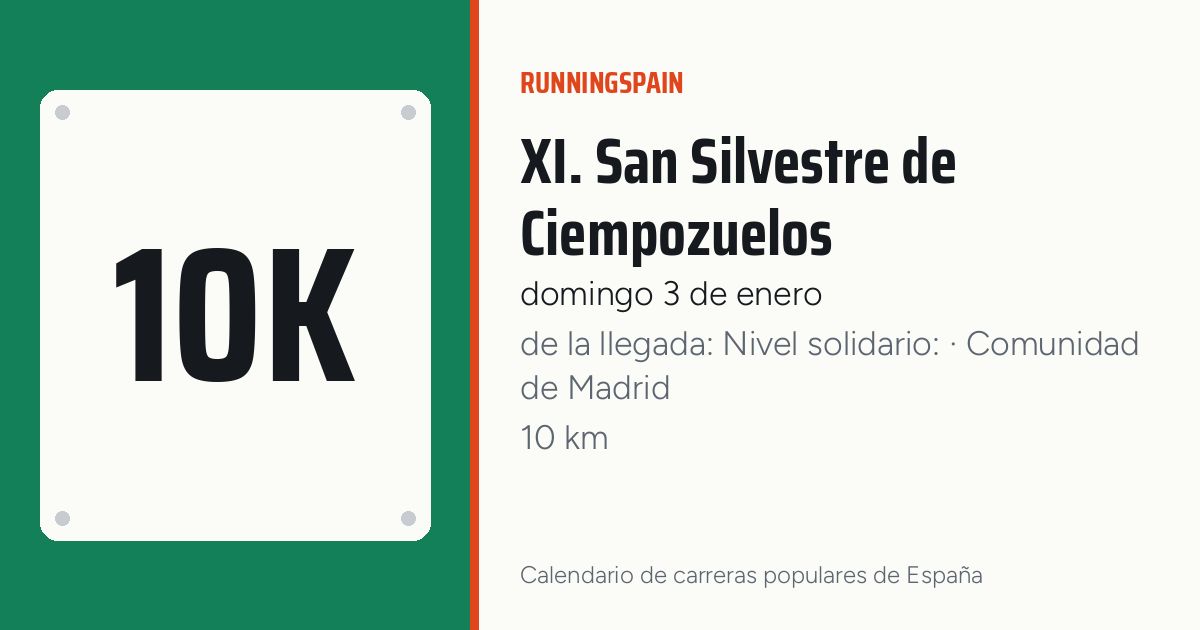 10K
RUNNINGSPAIN
XI. San Silvestre de
Ciempozuelos
domingo 3 de enero
de la llegada: Nivel solidario: · Comunidad
de Madrid
10 km
Calendario de carreras populares de España